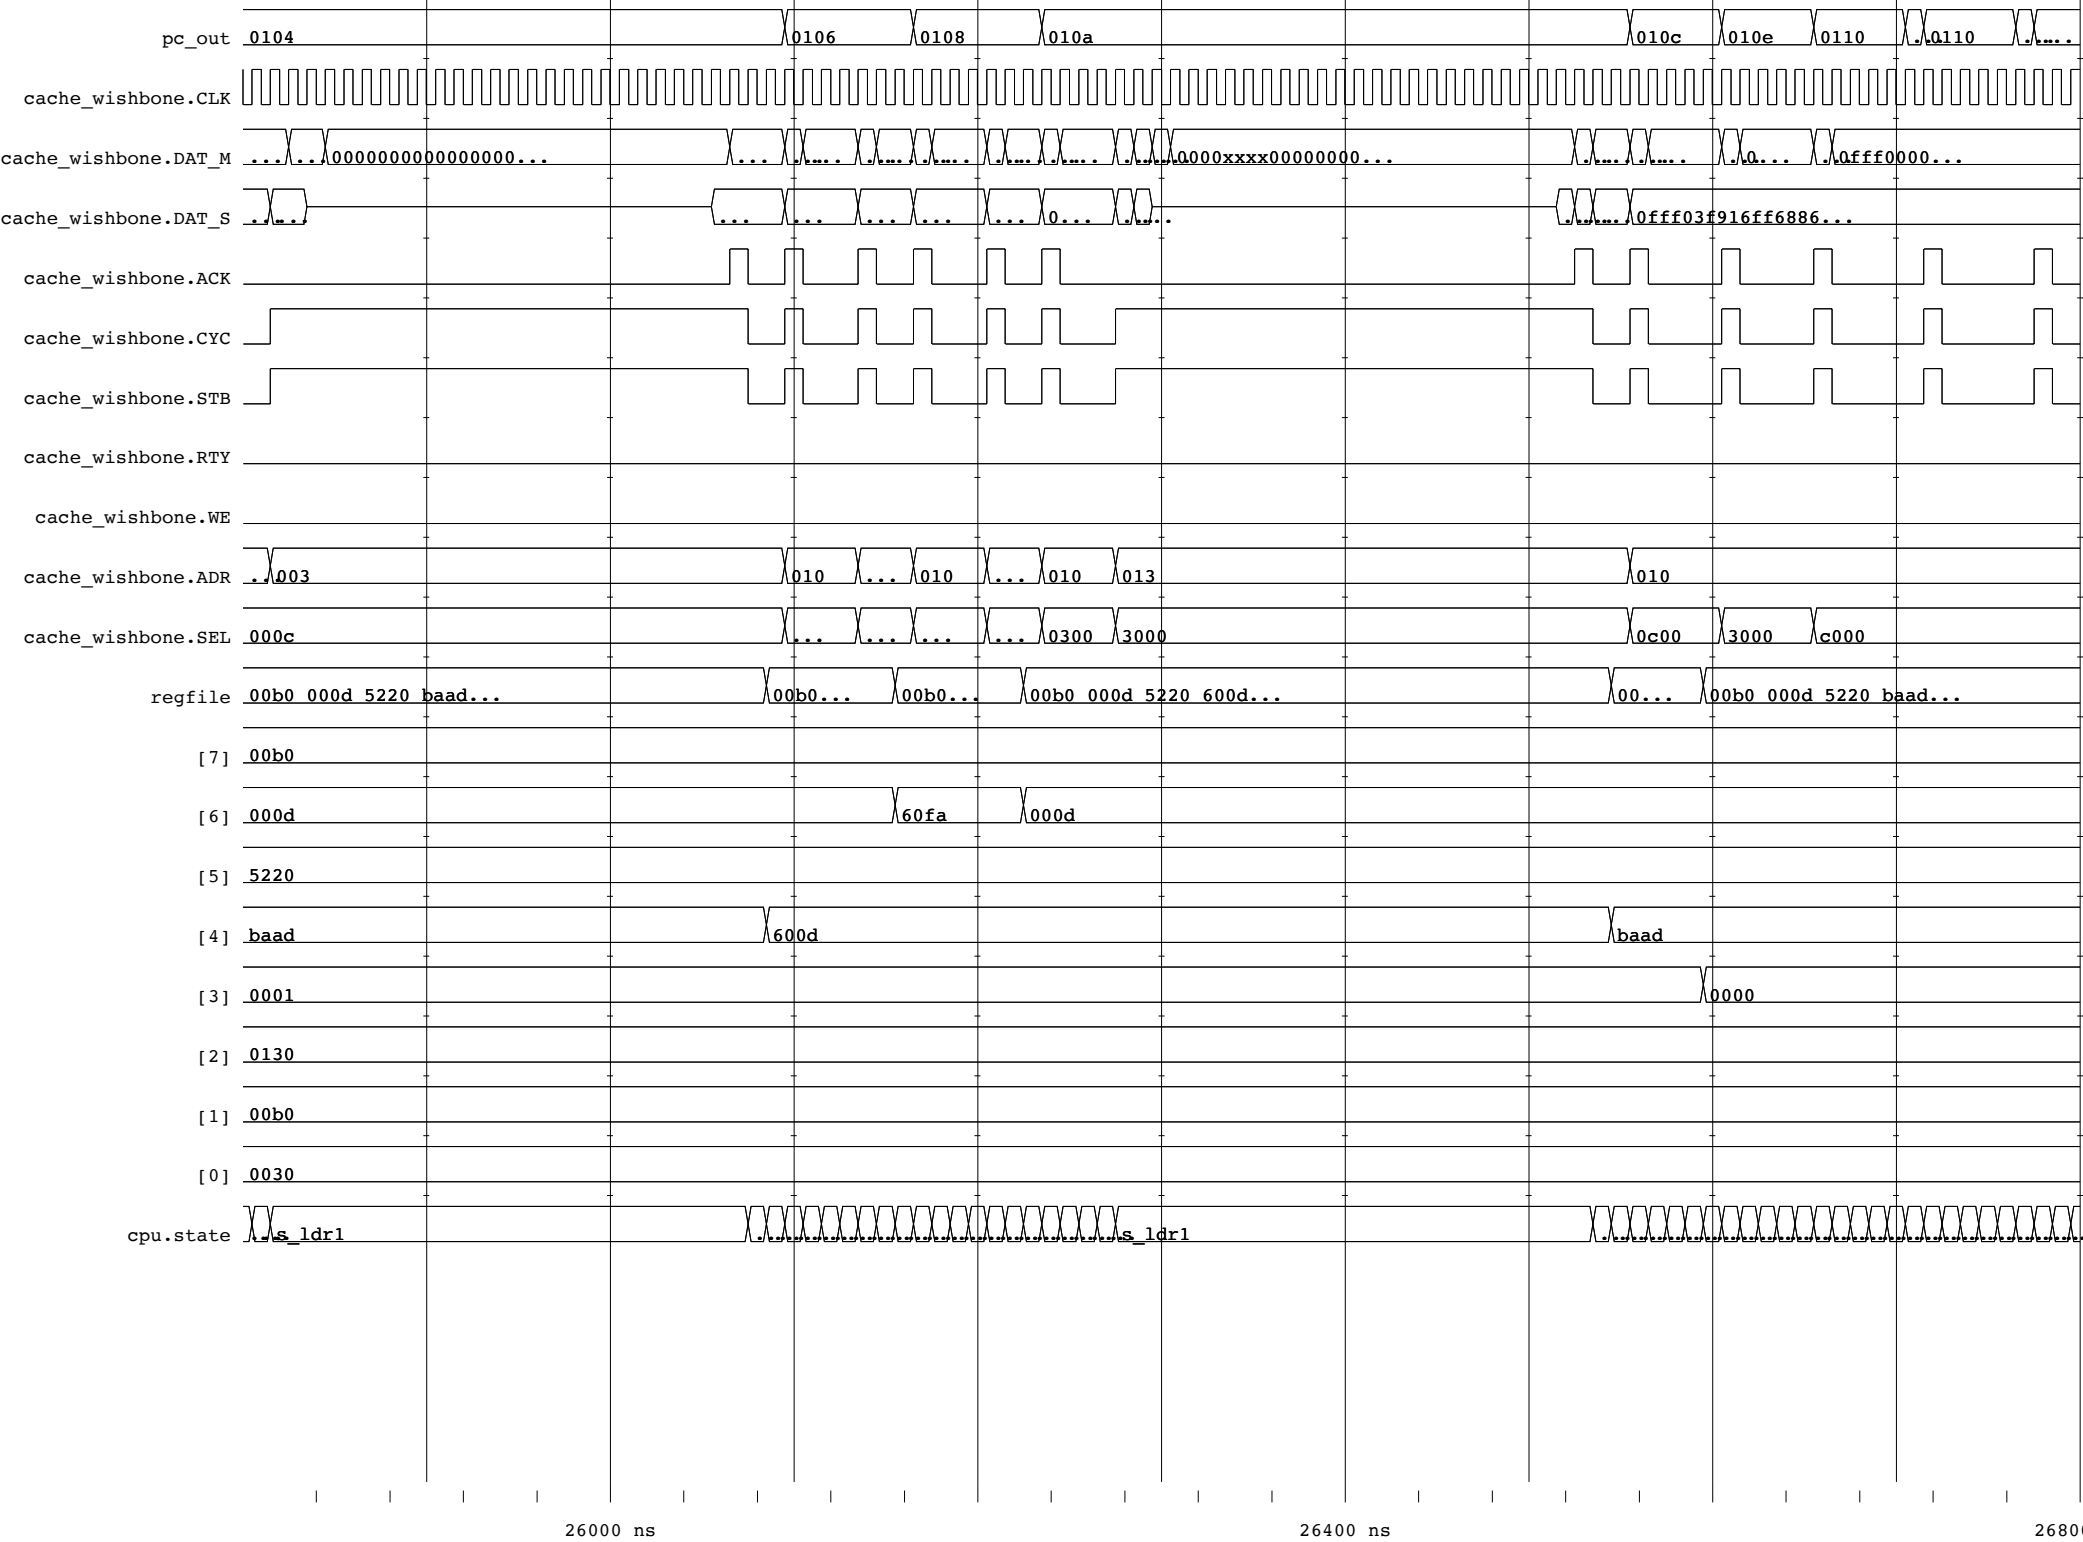 pc_out 0104 0106 0108 010a 010c 010e 0110 ... 0110 ...
cache_wishbone.CLK
cache_wishbone.DAT_M ... ... 0000000000000000... ... ... ... ... 0000xxxx00000000... ... ... 0... 0fff0000...
cache_wishbone.DAT_S ... ... ... ... ... ... ... 0... ... ... 0fff03f916ff6886...
cache_wishbone.ACK
cache_wishbone.CYC
cache_wishbone.STB
cache_wishbone.RTY
cache_wishbone.WE
cache_wishbone.ADR ... 003 010 ... 010 ... 010 013 010
cache_wishbone.SEL 000c ... ... ... ... 0300 3000 0c00 3000 c000
regfile 00b0 000d 5220 baad... 00b0... 00b0... 00b0 000d 5220 600d... 00... 00b0 000d 5220 baad...
[7] 00b0
[6] 000d 60fa 000d
[5] 5220
[4] baad 600d baad
[3] 0001 0000
[2] 0130
[1] 00b0
[0] 0030
cpu.state ... s_ldr1 ... s_ldr1 ...
26000 ns 26400 ns 2680